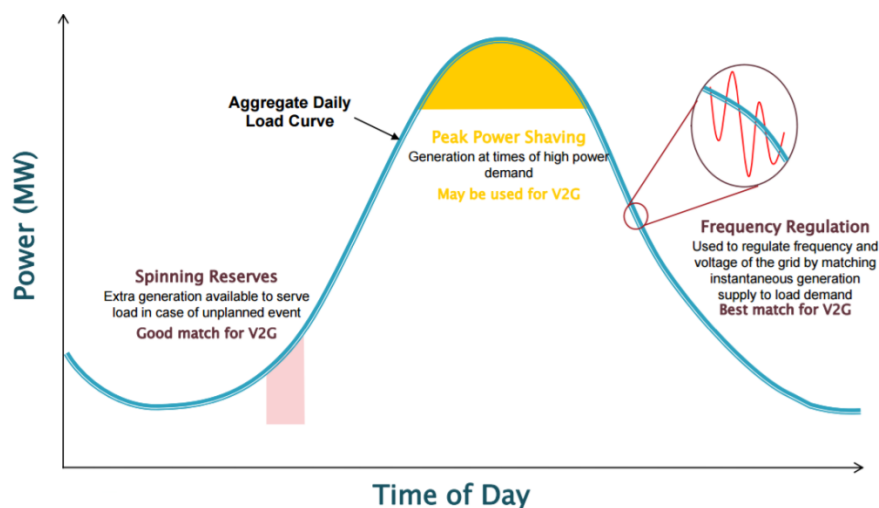 Aggregate Daily
Load Curve
Peak Power Shaving
Generation at times of high power
demand
May be used for V2G
Power (MW)
Spinning Reserves
Extra generation available to serve
load in case of unplanned event
Good match for V2G
Frequency Regulation
Used to regulate frequency and
voltage of the grid by matching
instantaneous generation
supply to load demand
Best match for V2G
Time of Day